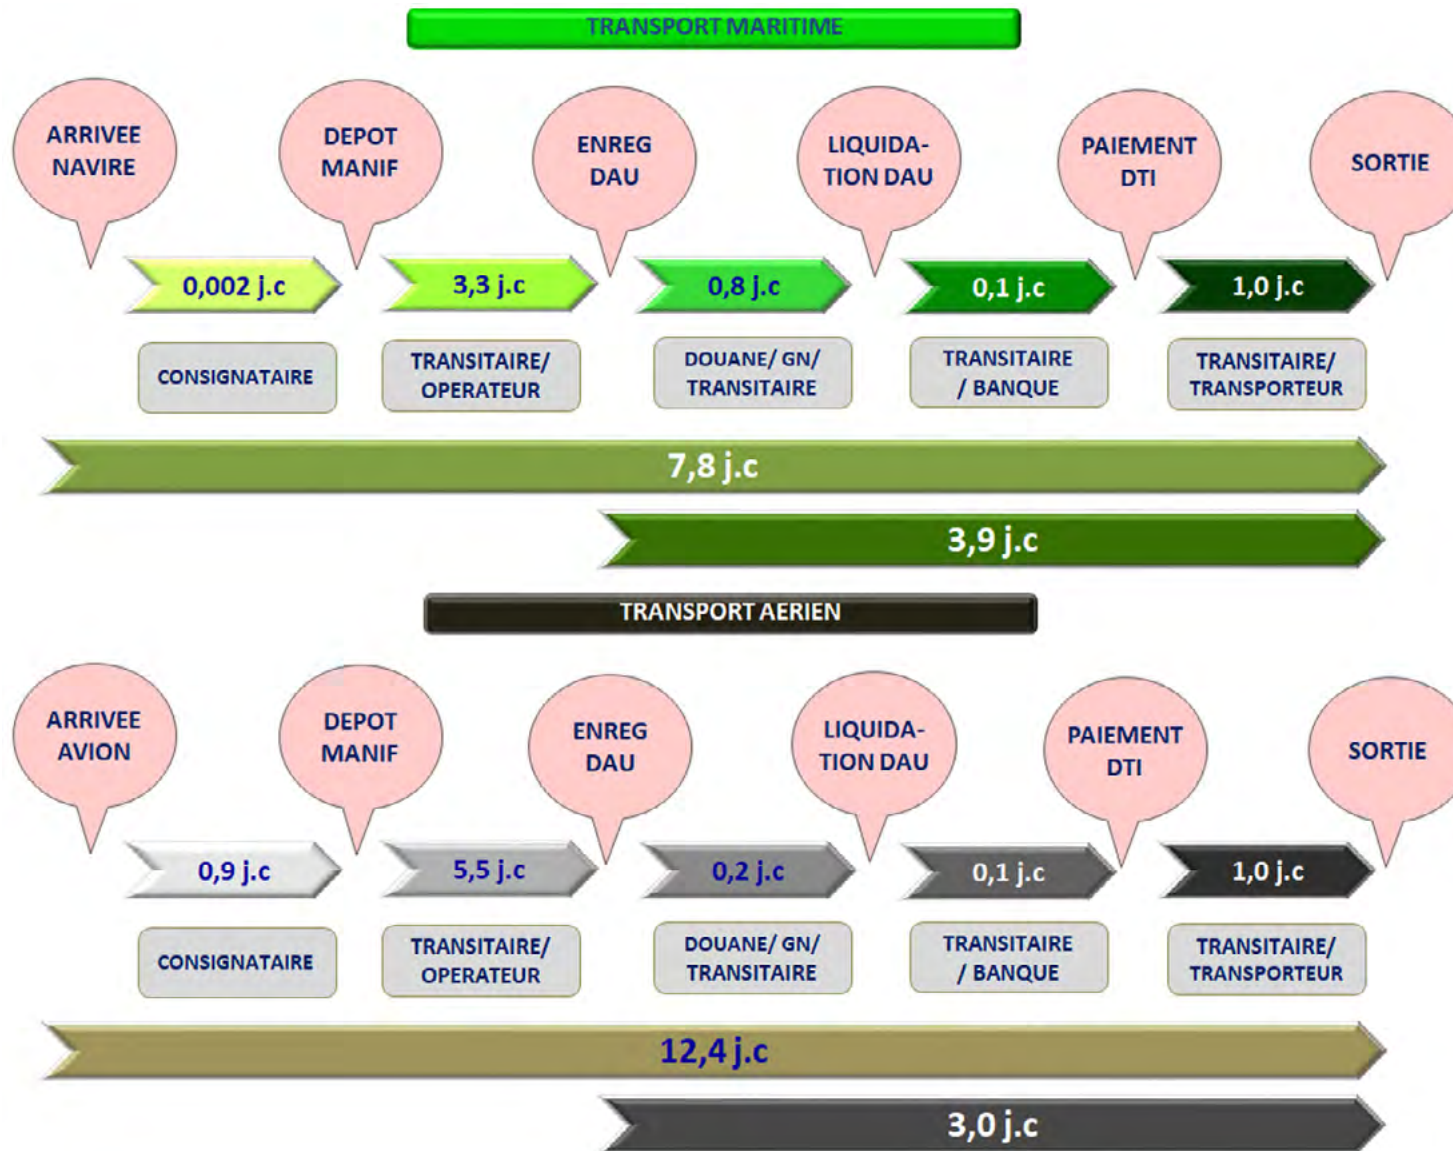 TRANSPORT MARITIME
ARRIVEE
NAVIRE
DEPOT
MANIF
ENREG
DAU
LIQUIDA-
TION DAU
PAIEMENT
DTI
SORTIE
0,002 j.c
3,3 j.c
0,8 j.c
0,1 j.c
1,0 j.c
CONSIGNATAIRE
TRANSITAIRE/
OPERATEUR
DOUANE/ GN/
TRANSITAIRE
TRANSITAIRE
/ BANQUE
TRANSITAIRE/
TRANSPORTEUR
7,8 j.c
3,9 j.c
TRANSPORT AERIEN
ARRIVEE
AVION
DEPOT
MANIF
ENREG
DAU
LIQUIDA-
TION DAU
PAIEMENT
DTI
SORTIE
0,9 j.c
5,5 j.c
0,2 j.c
0,1 j.c
1,0 j.c
CONSIGNATAIRE
TRANSITAIRE/
OPERATEUR
DOUANE/ GN/
TRANSITAIRE
TRANSITAIRE
/ BANQUE
TRANSITAIRE/
TRANSPORTEUR
12,4 j.c
3,0 j.c